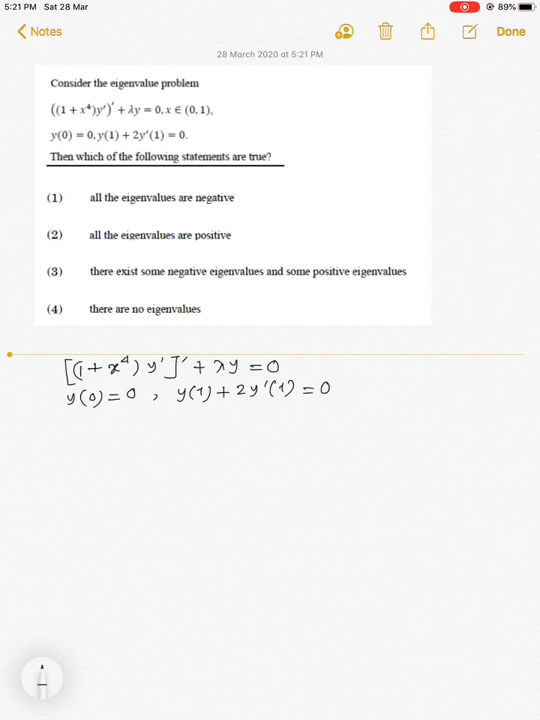 5:21 PM Sat 28 Mar
89%
Notes
Done
28 March 2020 at 5:21 PM
Consider the eigenvalue problem
((1 + x⁴)y′)′ + λy = 0, x ∈ (0, 1),
y(0) = 0, y(1) + 2y′(1) = 0.
Then which of the following statements are true?
(1) all the eigenvalues are negative
(2) all the eigenvalues are positive
(3) there exist some negative eigenvalues and some positive eigenvalues
(4) there are no eigenvalues
[(1 + x⁴) y′]′ + λy = 0
y(0) = 0 , y(1) + 2y′(1) = 0